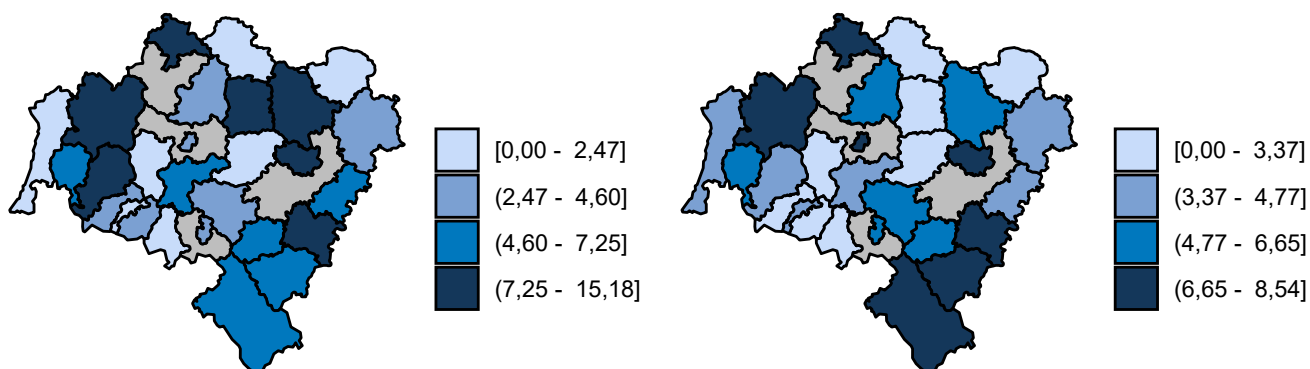 [0,00 - 2,47]
(2,47 - 4,60]
(4,60 - 7,25]
(7,25 - 15,18]
[0,00 - 3,37]
(3,37 - 4,77]
(4,77 - 6,65]
(6,65 - 8,54]